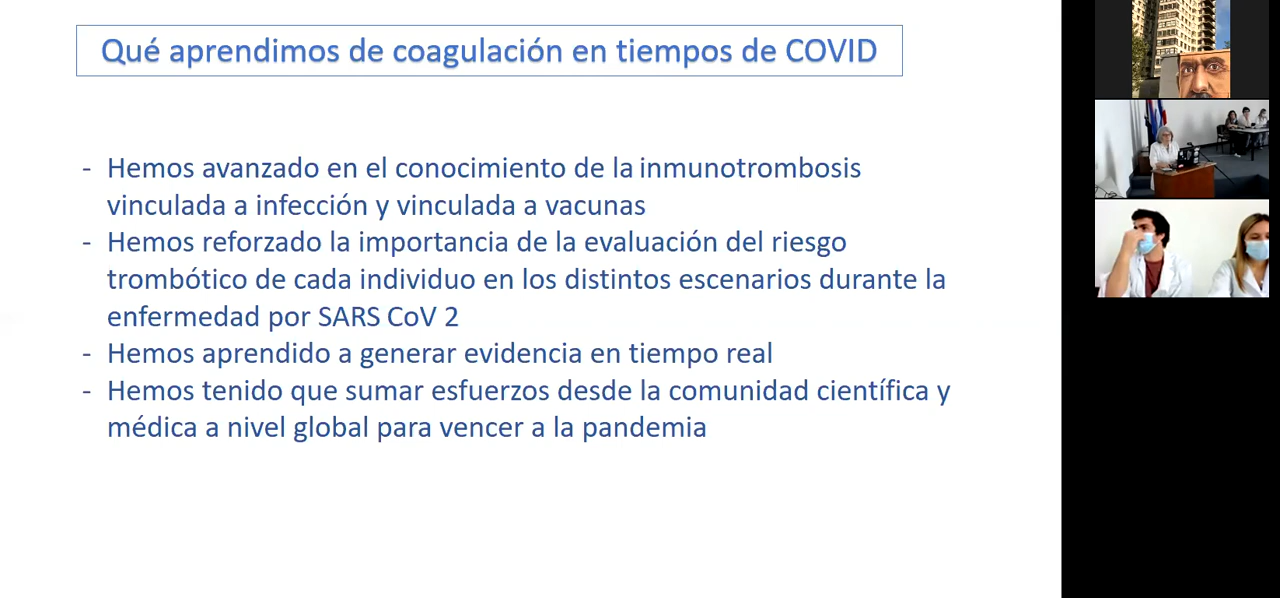 Qué aprendimos de coagulación en tiempos de COVID
- Hemos avanzado en el conocimiento de la inmunotrombosis
vinculada a infección y vinculada a vacunas
- Hemos reforzado la importancia de la evaluación del riesgo
trombótico de cada individuo en los distintos escenarios durante la
enfermedad por SARS CoV 2
- Hemos aprendido a generar evidencia en tiempo real
- Hemos tenido que sumar esfuerzos desde la comunidad científica y
médica a nivel global para vencer a la pandemia